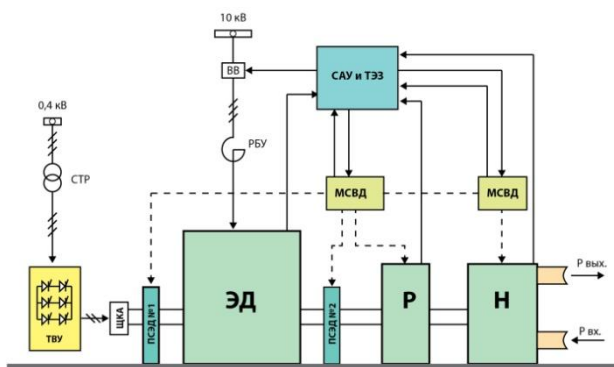 10 кВ
ВВ
САУ и ТЭЗ
0,4 кВ
СТР
РБУ
МСВД
МСВД
ТВУ
ЩКА
ПСЭД №1
ЭД
ПСЭД №2
Р
Н
Р вых.
Р вх.